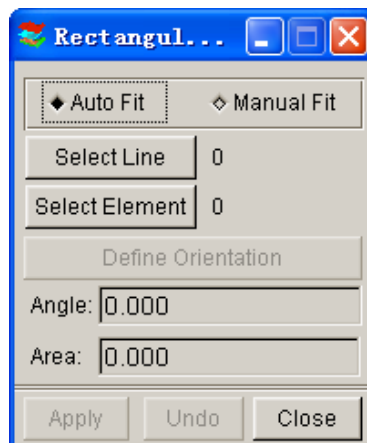 Rectangul...
Auto Fit Manual Fit
Select Line 0
Select Element 0
Define Orientation
Angle: 0.000
Area: 0.000
Apply Undo Close